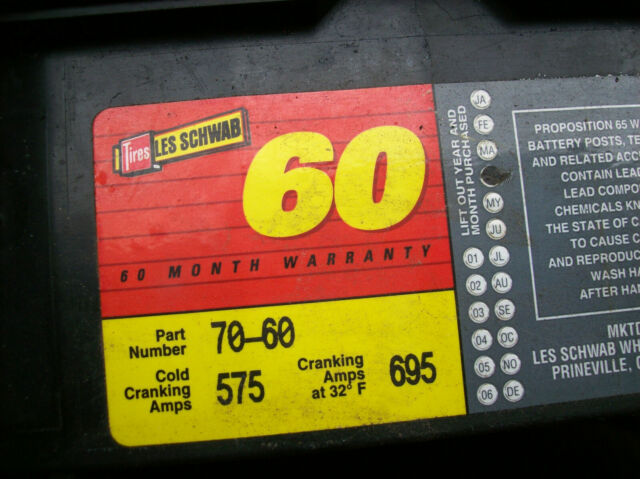 Tires LES SCHWAB
60
60 MONTH WARRANTY
Part
Number
70-60
Cold
Cranking
Amps
575
Cranking
Amps
at 32° F
695
LIFT OUT YEAR AND
MONTH PURCHASED
JA
FE
MA
MY
JU
01 JL
02 AU
03 SE
04 OC
05 NO
06 DE
PROPOSITION 65 W
BATTERY POSTS, TE
AND RELATED ACC
CONTAIN LEAD
LEAD COMPO
CHEMICALS KN
THE STATE OF C
TO CAUSE C
AND REPRODUC
WASH HA
AFTER HAN
MKTD
LES SCHWAB WH
PRINEVILLE, O